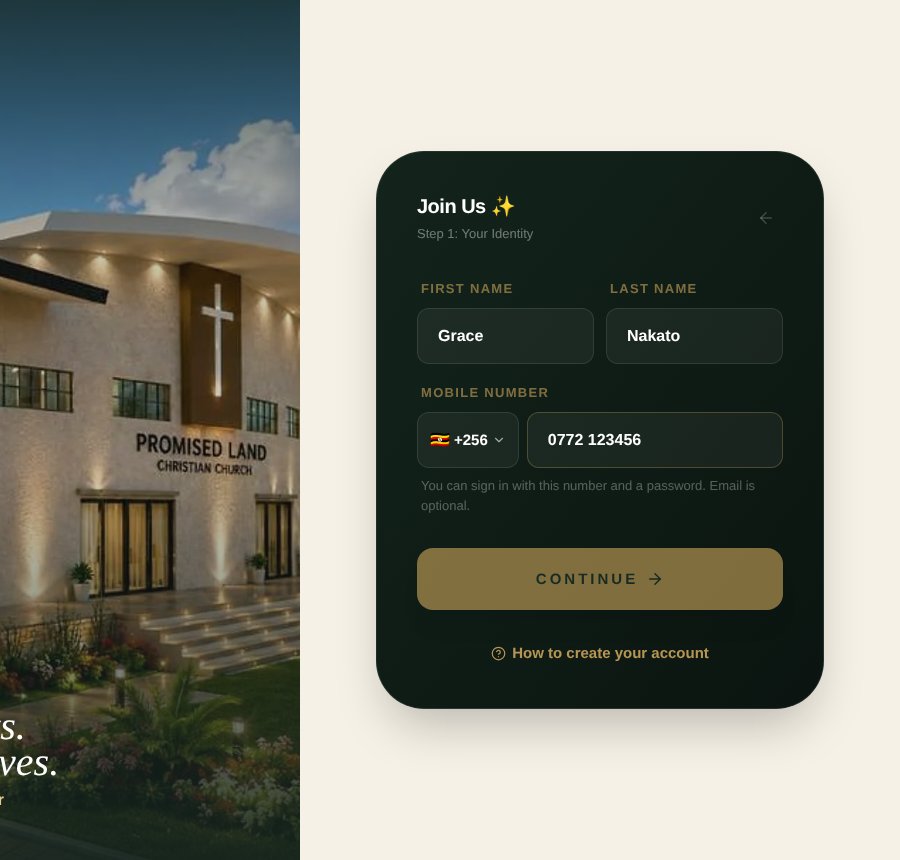 PROMISED LAND
CHRISTIAN CHURCH
s.
ves.
r
Join Us ✨
Step 1: Your Identity
FIRST NAME LAST NAME
Grace Nakato
MOBILE NUMBER
🇺🇬 +256 0772 123456
You can sign in with this number and a password. Email is
optional.
CONTINUE →
How to create your account